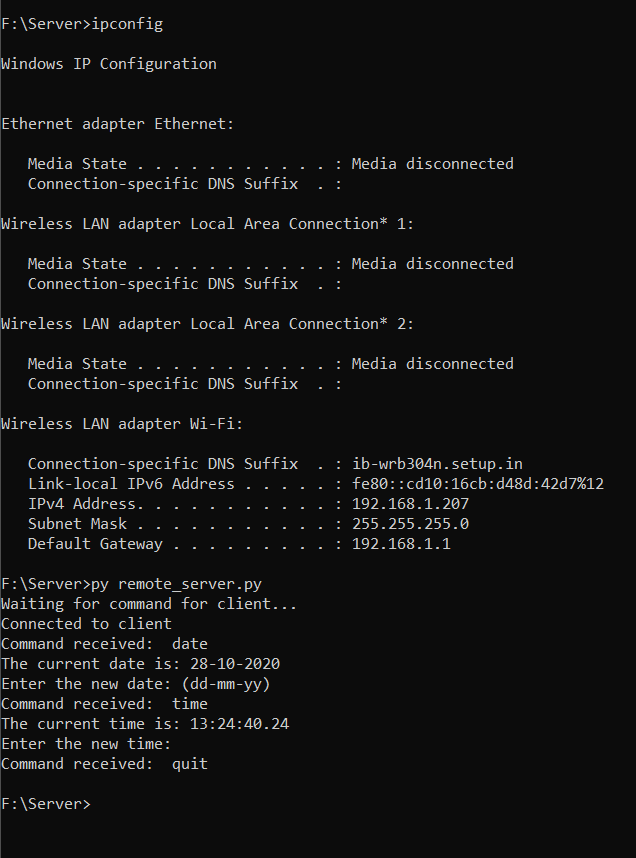 F:\Server>ipconfig
Windows IP Configuration
Ethernet adapter Ethernet:
Media State . . . . . . . . . . . : Media disconnected
Connection-specific DNS Suffix  . :
Wireless LAN adapter Local Area Connection* 1:
Media State . . . . . . . . . . . : Media disconnected
Connection-specific DNS Suffix  . :
Wireless LAN adapter Local Area Connection* 2:
Media State . . . . . . . . . . . : Media disconnected
Connection-specific DNS Suffix  . :
Wireless LAN adapter Wi-Fi:
Connection-specific DNS Suffix  . : ib-wrb304n.setup.in
Link-local IPv6 Address . . . . . : fe80::cd10:16cb:d48d:42d7%12
IPv4 Address. . . . . . . . . . . : 192.168.1.207
Subnet Mask . . . . . . . . . . . : 255.255.255.0
Default Gateway . . . . . . . . . : 192.168.1.1
F:\Server>py remote_server.py
Waiting for command for client...
Connected to client
Command received:  date
The current date is: 28-10-2020
Enter the new date: (dd-mm-yy)
Command received:  time
The current time is: 13:24:40.24
Enter the new time:
Command received:  quit
F:\Server>